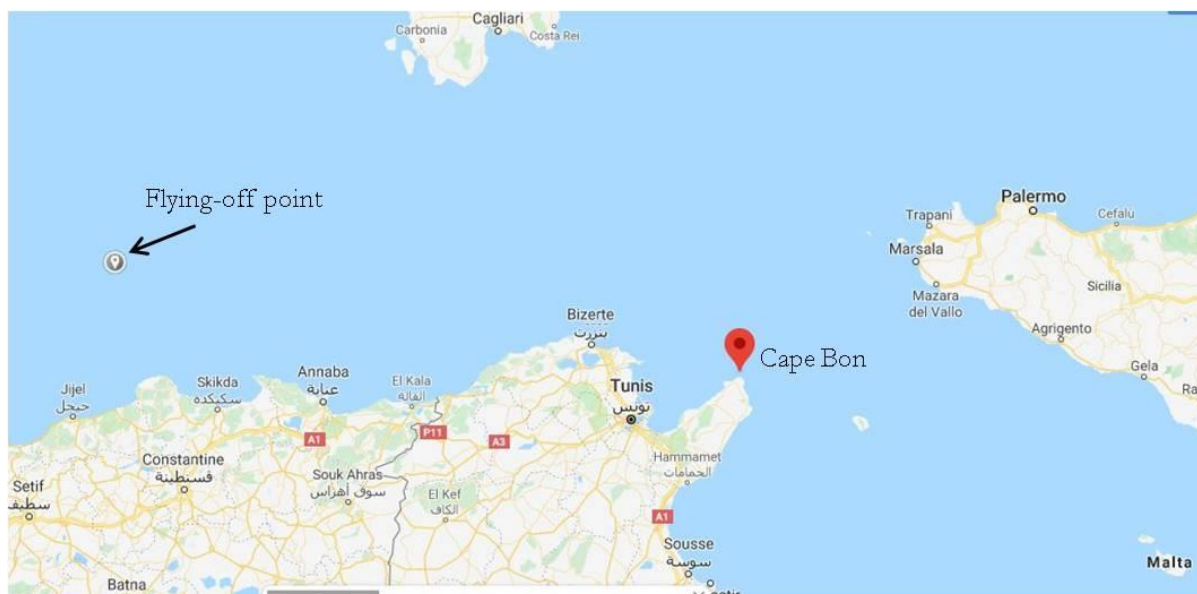 Cagliari
Carbonia
Costa Rei
Flying-off point
Palermo
Trapani
Cefalù
Marsala
Mazara
del Vallo
Sicilia
Agrigento
Gela
Bizerte
بنزرت
Cape Bon
Jijel
جيجل
Skikda
سكيكدة
Annaba
عنابة
El Kala
القالة
Tunis
تونس
A1
P11
A3
Constantine
قسنطينة
Setif
Souk Ahras
سوق أهراس
El Kef
الكاف
Hammamet
الحمامات
A1
Sousse
سوسة
Malta
Batna